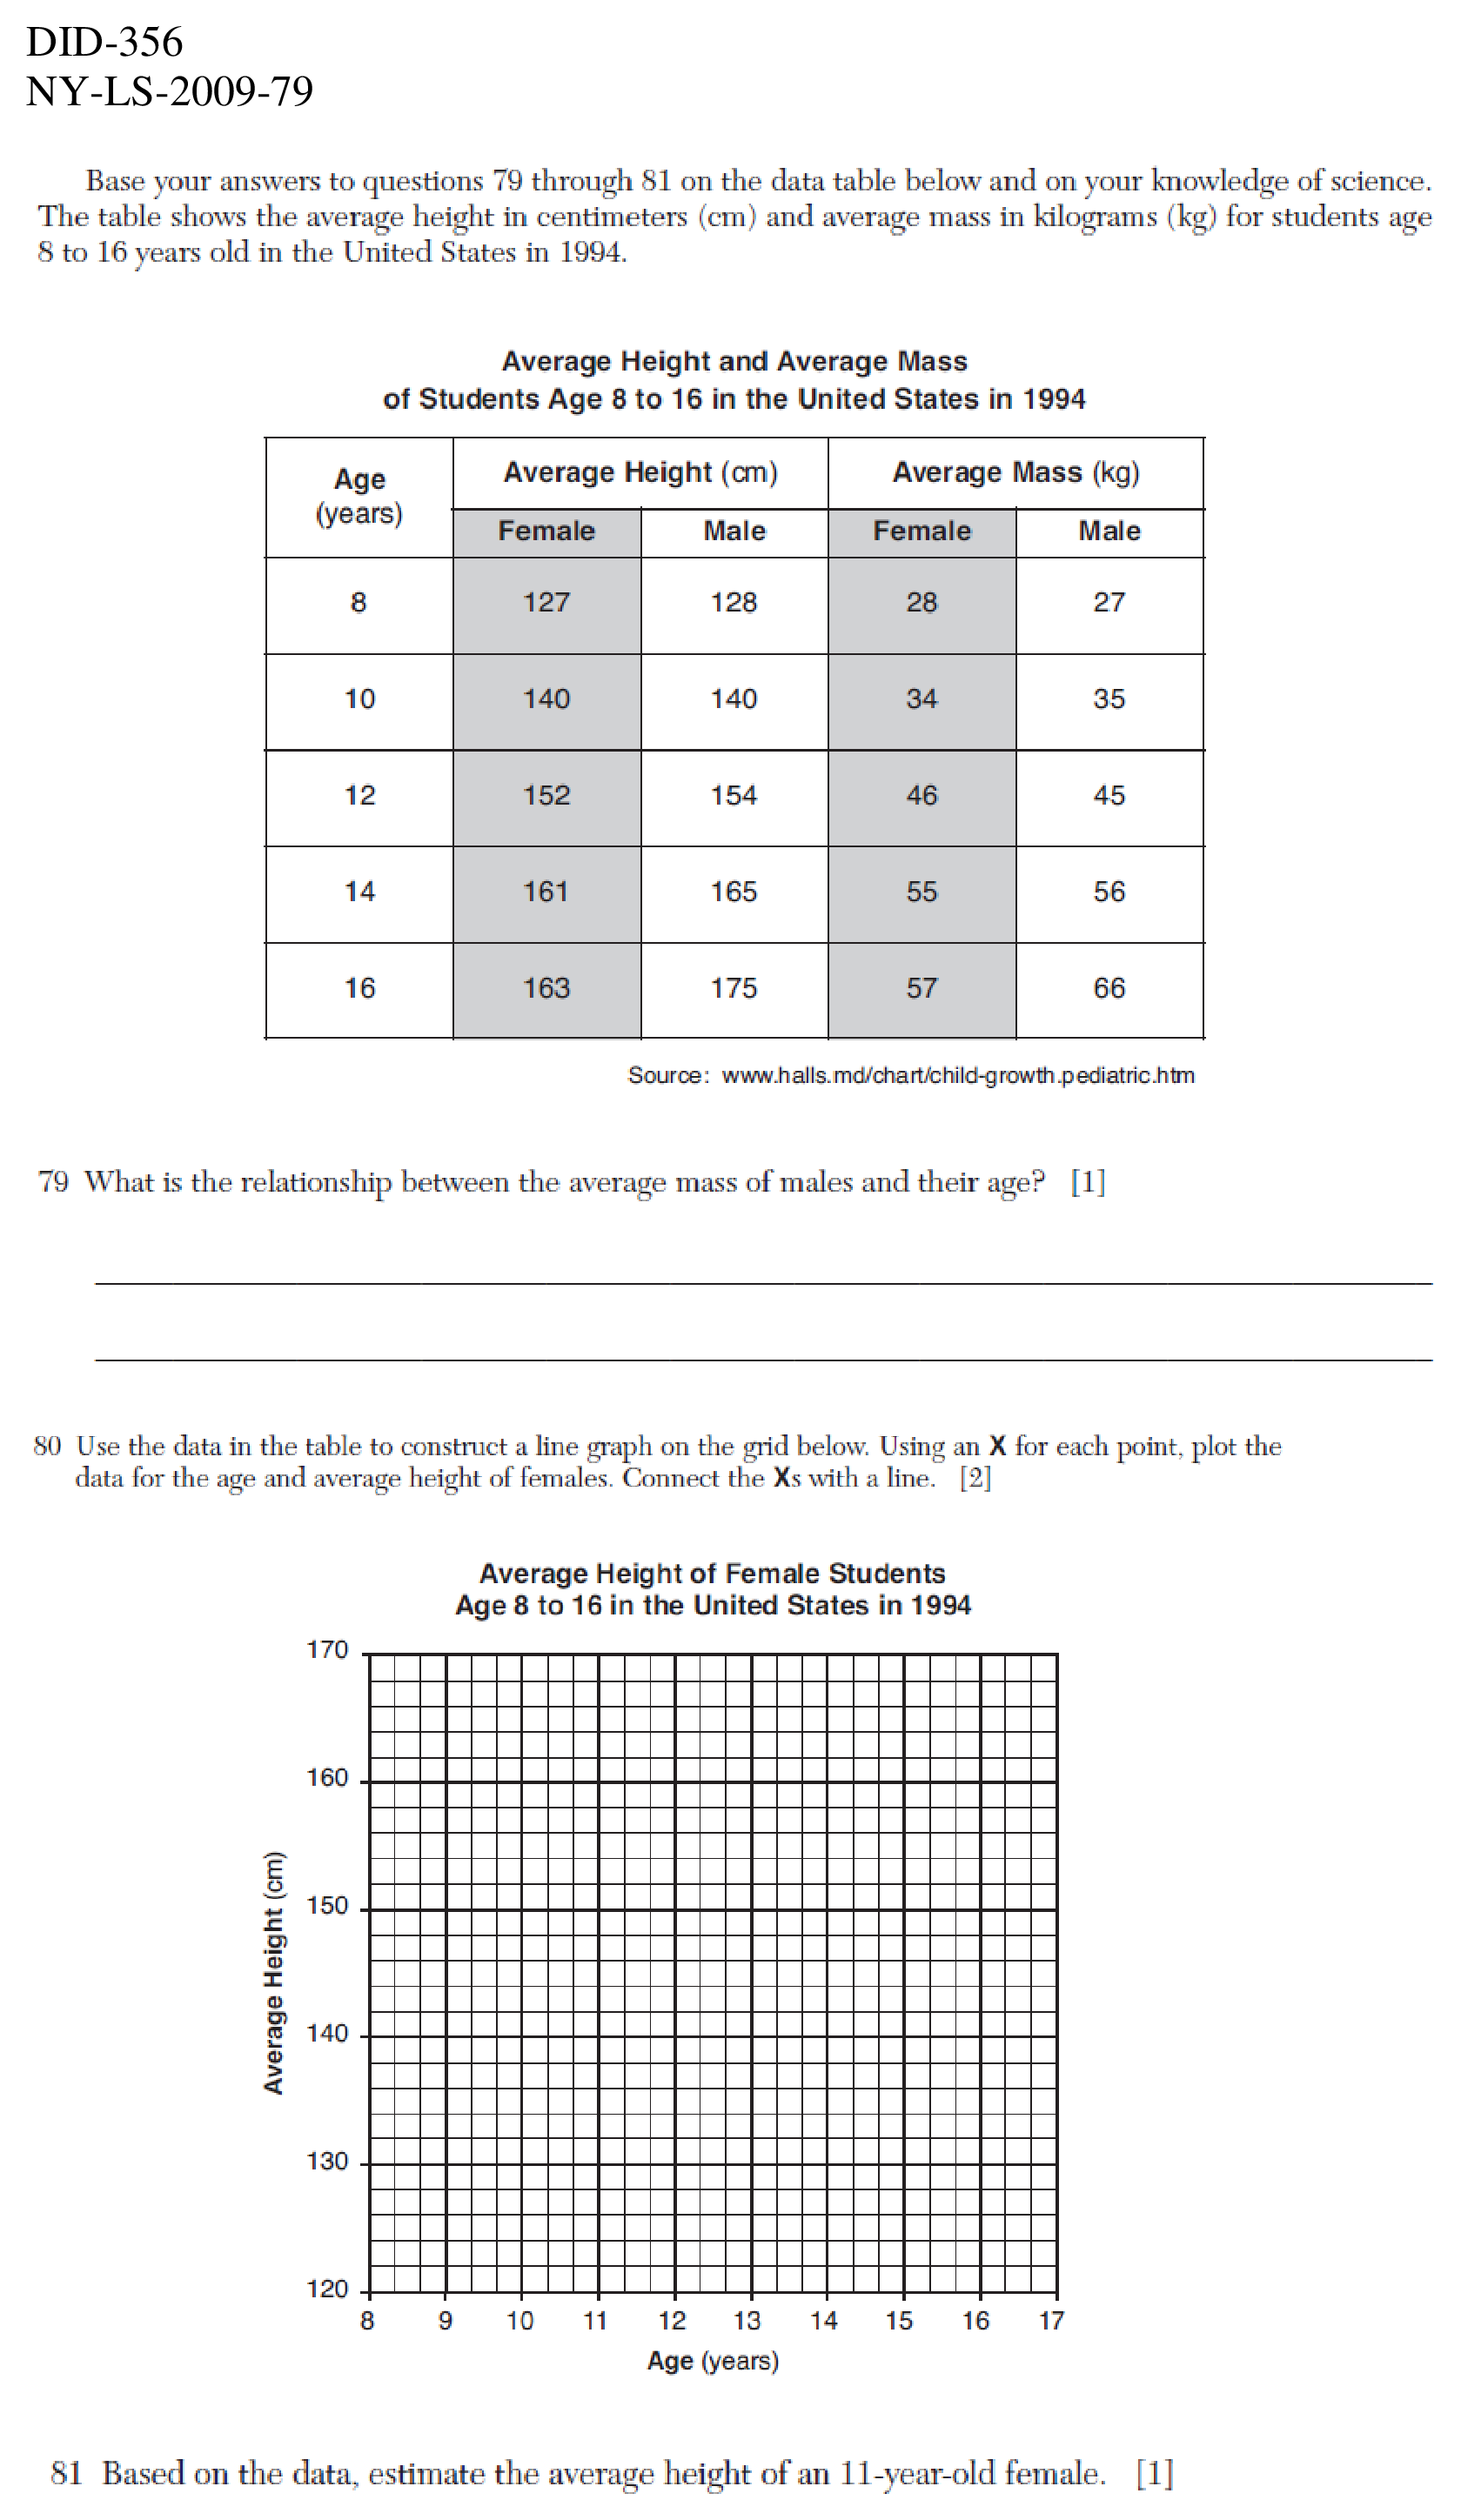 DID-356
NY-LS-2009-79
Base your answers to questions 79 through 81 on the data table below and on your knowledge of science.
The table shows the average height in centimeters (cm) and average mass in kilograms (kg) for students age
8 to 16 years old in the United States in 1994.
Average Height and Average Mass
of Students Age 8 to 16 in the United States in 1994
Age (years) Average Height (cm) Average Mass (kg)
Female Male Female Male
8 127 128 28 27
10 140 140 34 35
12 152 154 46 45
14 161 165 55 56
16 163 175 57 66
Source: www.halls.md/chart/child-growth.pediatric.htm
79 What is the relationship between the average mass of males and their age? [1]
80 Use the data in the table to construct a line graph on the grid below. Using an X for each point, plot the
data for the age and average height of females. Connect the Xs with a line. [2]
Average Height of Female Students
Age 8 to 16 in the United States in 1994
170
160
150
140
130
120
Average Height (cm)
8 9 10 11 12 13 14 15 16 17
Age (years)
81 Based on the data, estimate the average height of an 11-year-old female. [1]